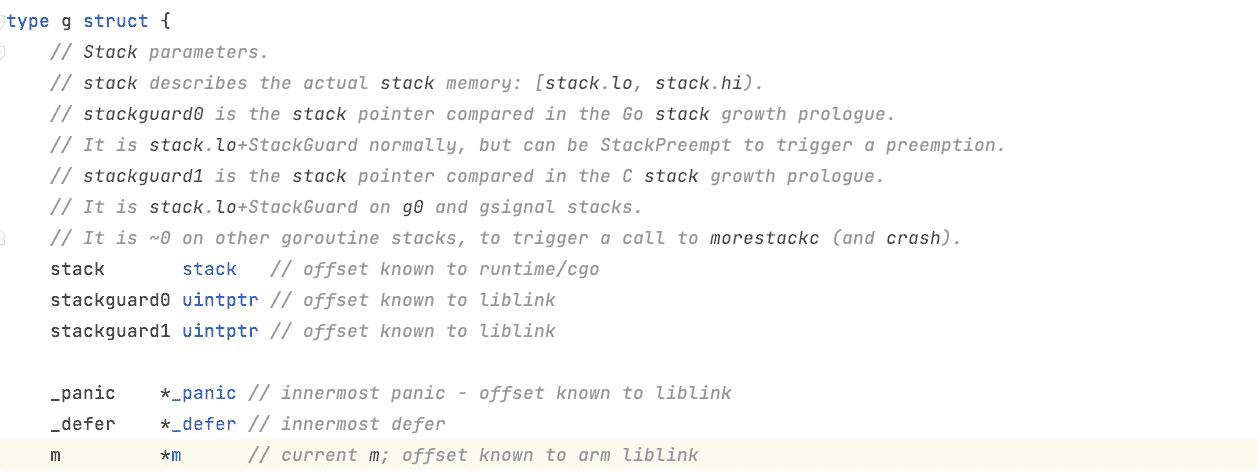 type g struct {
// Stack parameters.
// stack describes the actual stack memory: [stack.lo, stack.hi).
// stackguard0 is the stack pointer compared in the Go stack growth prologue.
// It is stack.lo+StackGuard normally, but can be StackPreempt to trigger a preemption.
// stackguard1 is the stack pointer compared in the C stack growth prologue.
// It is stack.lo+StackGuard on g0 and gsignal stacks.
// It is ~0 on other goroutine stacks, to trigger a call to morestackc (and crash).
stack       stack   // offset known to runtime/cgo
stackguard0 uintptr // offset known to liblink
stackguard1 uintptr // offset known to liblink
_panic    *_panic // innermost panic - offset known to liblink
_defer    *_defer // innermost defer
m         *m      // current m; offset known to arm liblink